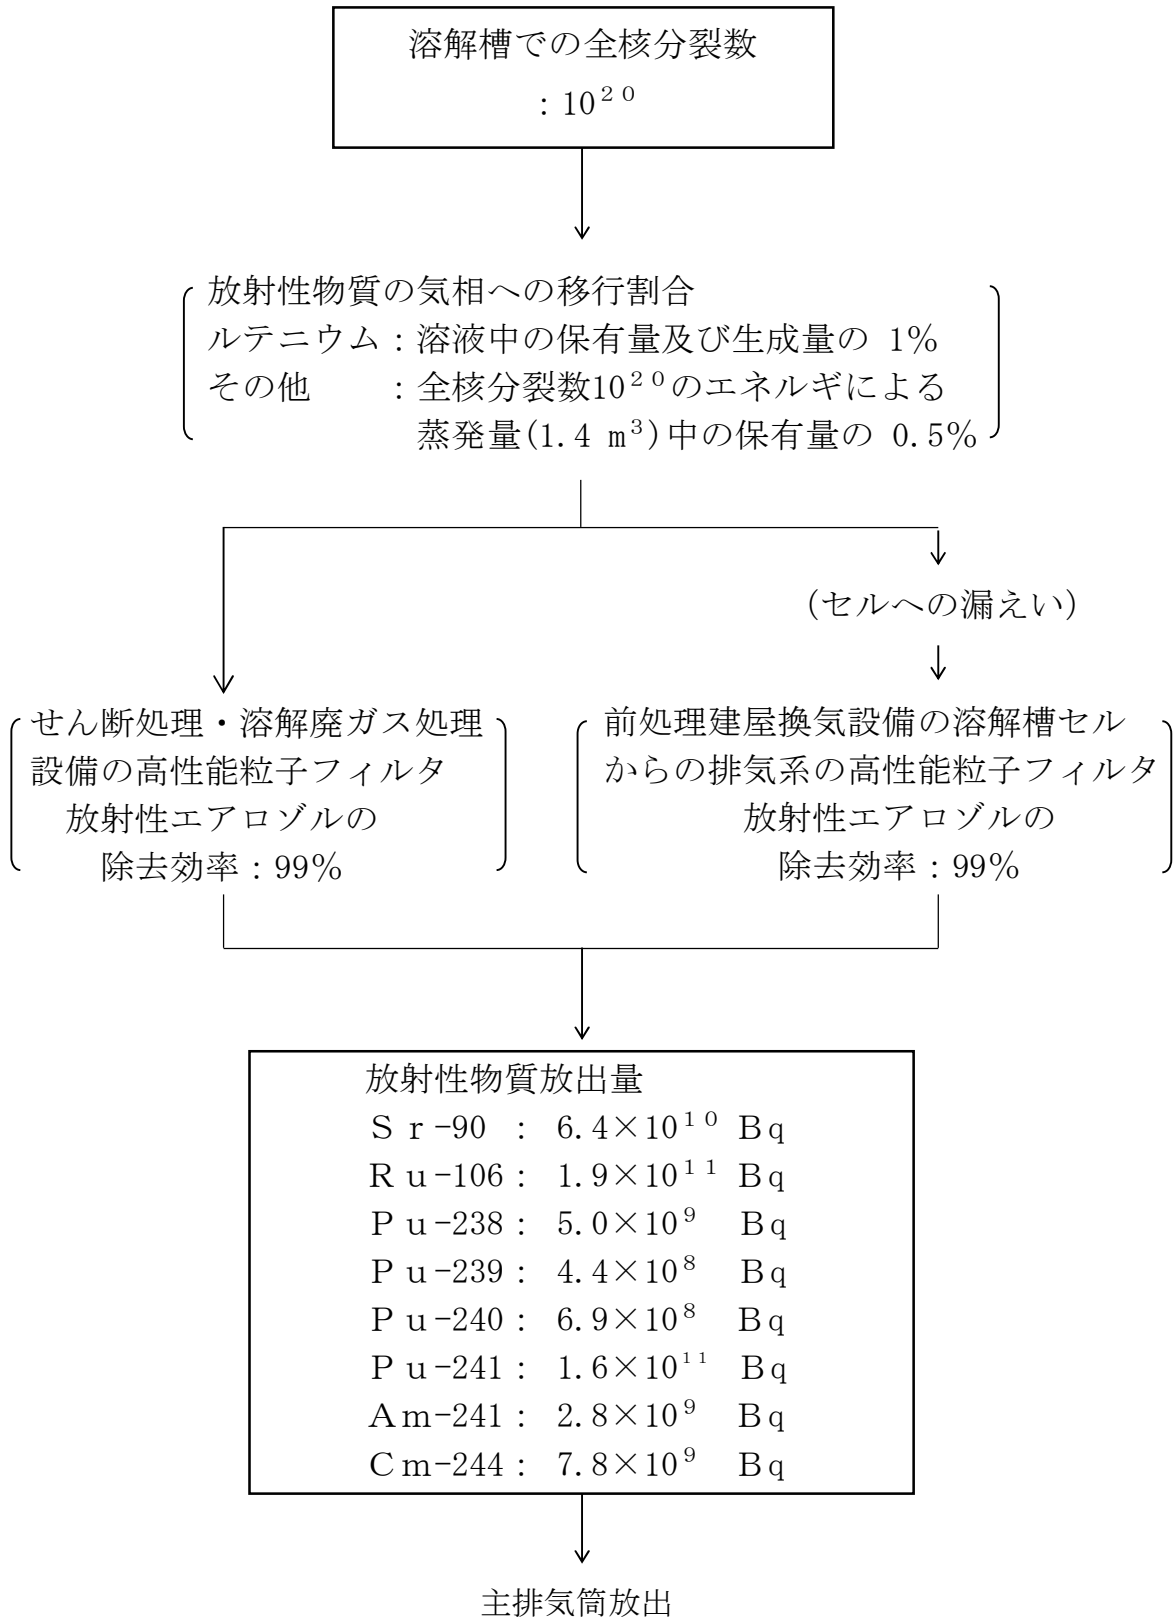 溶解槽での全核分裂数
：10²⁰
放射性物質の気相への移行割合
ルテニウム：溶液中の保有量及び生成量の 1%
その他　　：全核分裂数10²⁰のエネルギによる
蒸発量(1.4 m³)中の保有量の 0.5%
（セルへの漏えい）
せん断処理・溶解廃ガス処理
設備の高性能粒子フィルタ
放射性エアロゾルの
除去効率：99%
前処理建屋換気設備の溶解槽セル
からの排気系の高性能粒子フィルタ
放射性エアロゾルの
除去効率：99%
放射性物質放出量
Ｓｒ-90 ： 6.4×10¹⁰ Ｂq
Ｒｕ-106： 1.9×10¹¹ Ｂq
Ｐｕ-238： 5.0×10⁹ Ｂq
Ｐｕ-239： 4.4×10⁸ Ｂq
Ｐｕ-240： 6.9×10⁸ Ｂq
Ｐｕ-241： 1.6×10¹¹ Ｂq
Ａｍ-241： 2.8×10⁹ Ｂq
Ｃｍ-244： 7.8×10⁹ Ｂq
主排気筒放出